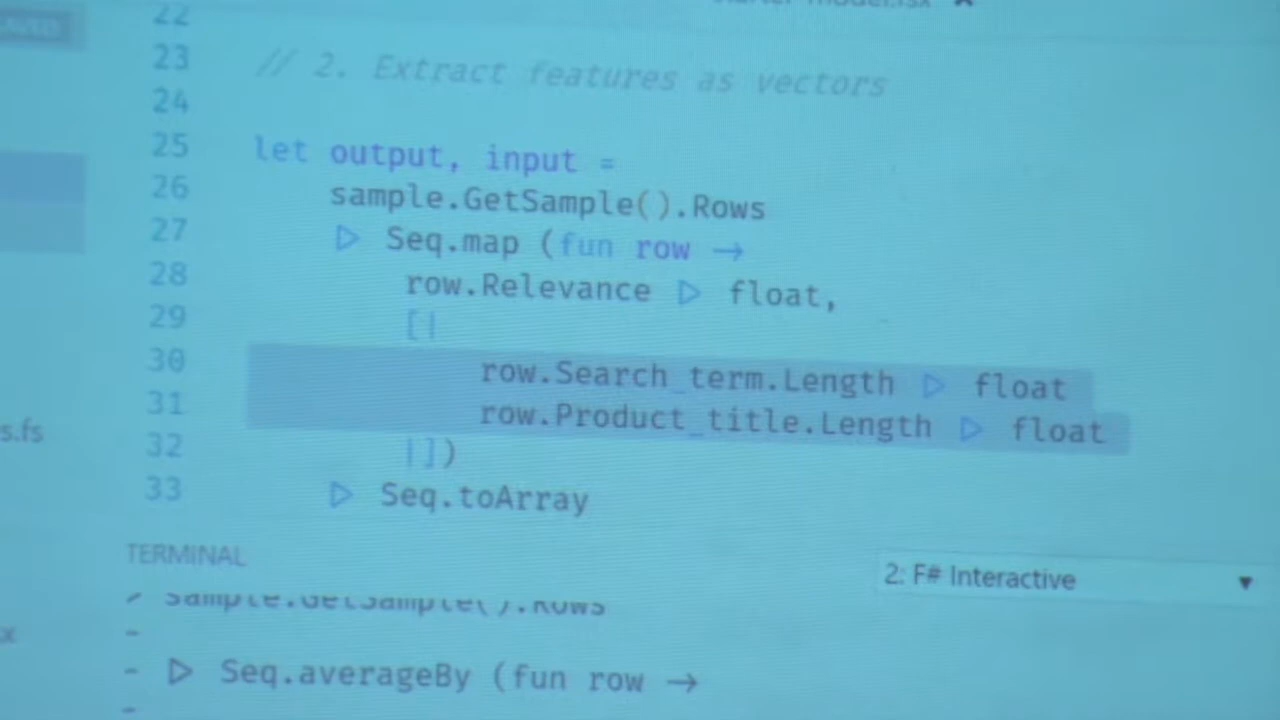 22
23 // 2. Extract features as vectors
24
25 let output, input =
26 sample.GetSample().Rows
27 ▷ Seq.map (fun row →
28 row.Relevance ▷ float,
29 [|
30 row.Search_term.Length ▷ float
31 row.Product_title.Length ▷ float
32 |])
33 ▷ Seq.toArray
s.fs
x
TERMINAL
2: F# Interactive
> sample.GetSample().Rows
-
- ▷ Seq.averageBy (fun row →
-